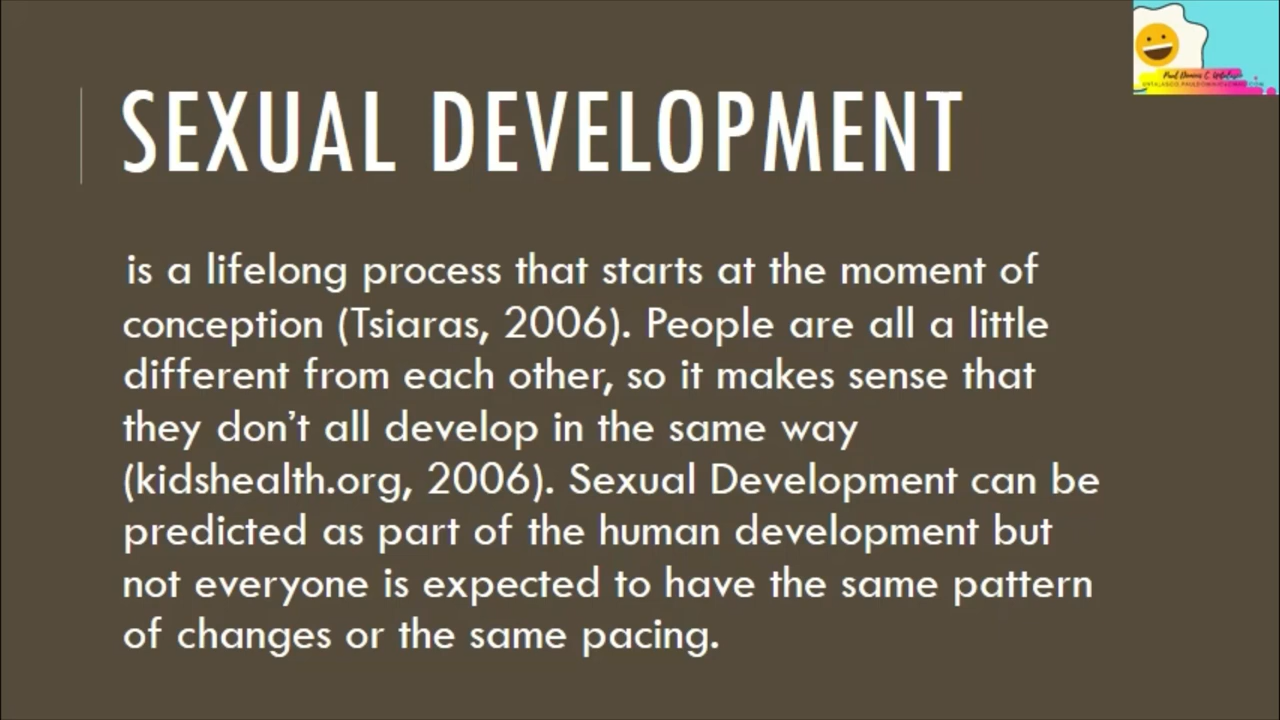 SEXUAL DEVELOPMENT
is a lifelong process that starts at the moment of
conception (Tsiaras, 2006). People are all a little
different from each other, so it makes sense that
they don’t all develop in the same way
(kidshealth.org, 2006). Sexual Development can be
predicted as part of the human development but
not everyone is expected to have the same pattern
of changes or the same pacing.